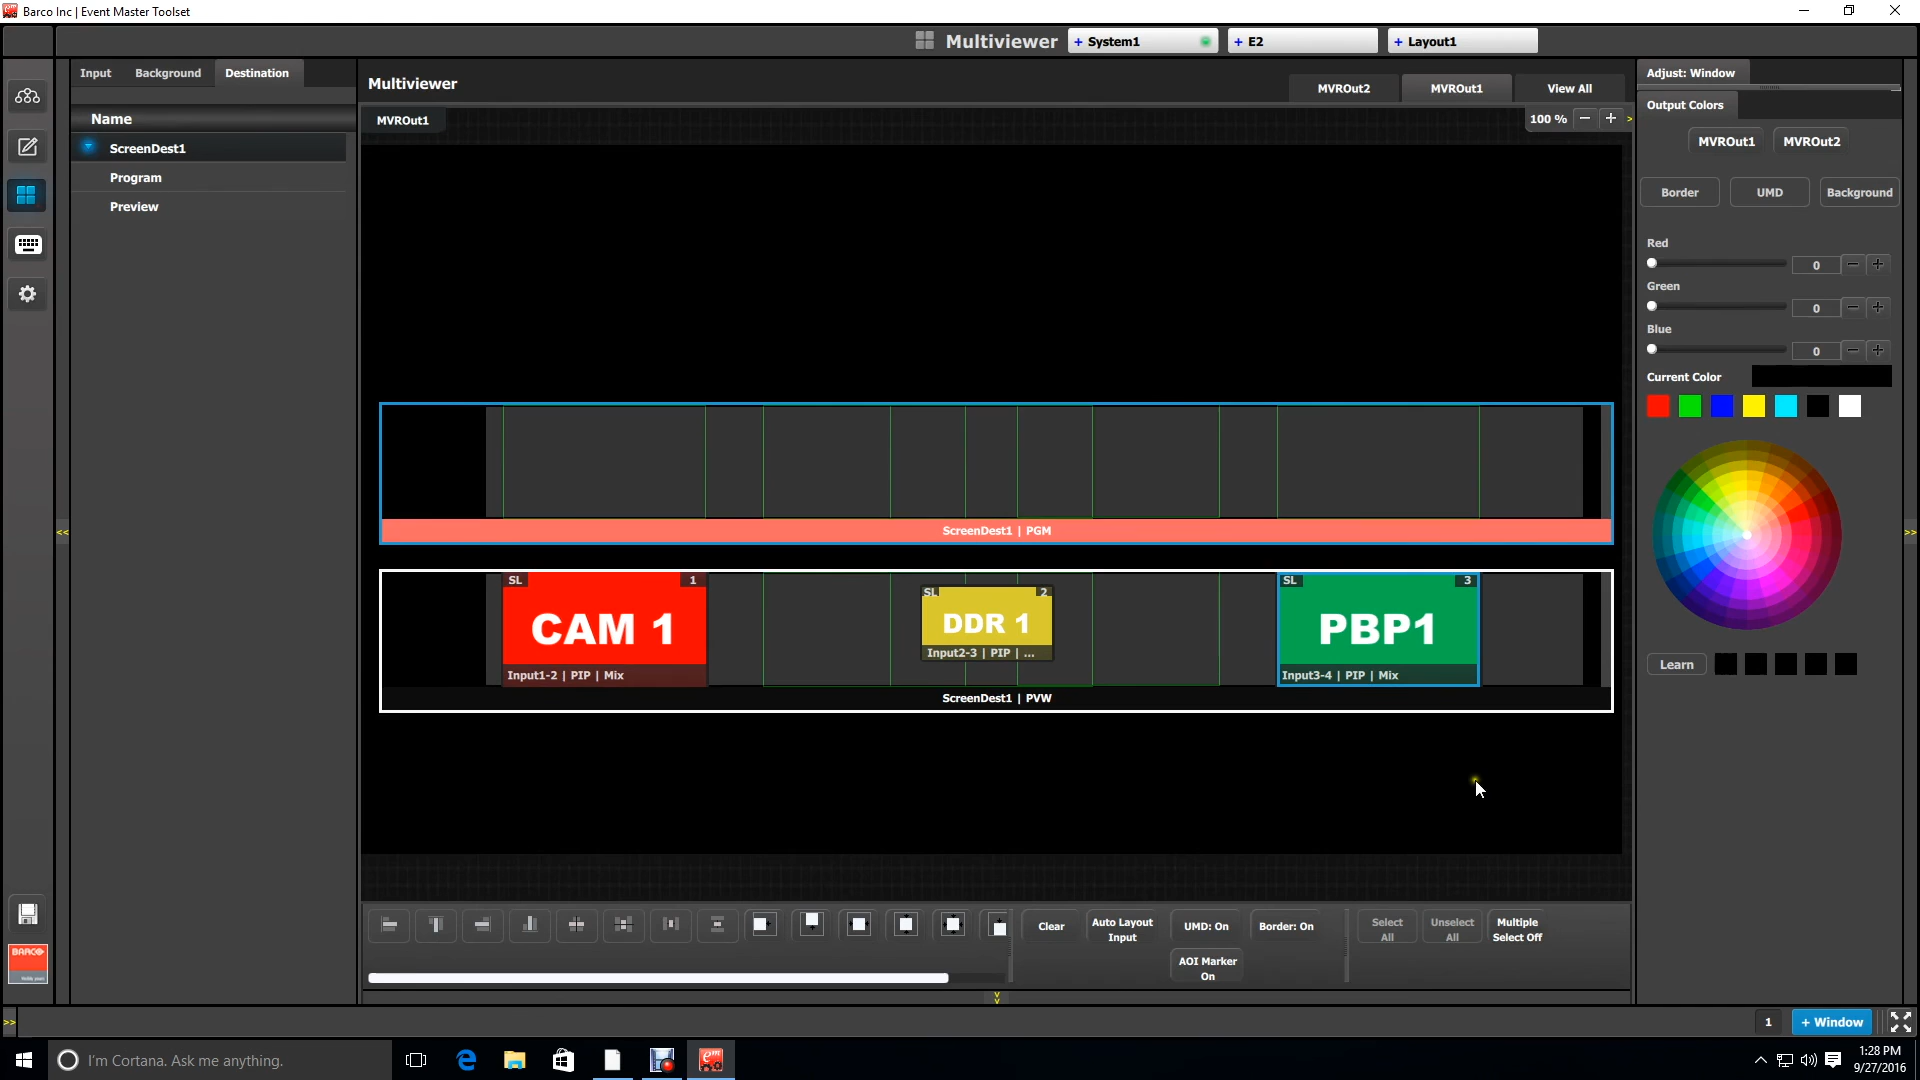 Barco Inc | Event Master Toolset
Multiviewer
+ System1
+ E2
+ Layout1
Input
Background
Destination
Name
ScreenDest1
Program
Preview
Multiviewer
MVROut2
MVROut1
View All
MVROut1
100 %
ScreenDest1 | PGM
SL
1
CAM 1
Input1-2 | PIP | Mix
SL
2
DDR 1
Input2-3 | PIP | ...
SL
3
PBP1
Input3-4 | PIP | Mix
ScreenDest1 | PVW
Adjust: Window
Output Colors
MVROut1
MVROut2
Border
UMD
Background
Red
0
Green
0
Blue
0
Current Color
Learn
<<
>>
Clear
Auto Layout
Input
UMD: On
Border: On
AOI Marker
On
Select
All
Unselect
All
Multiple
Select Off
BARCO
>>
1
+ Window
I'm Cortana. Ask me anything.
em
1:28 PM
9/27/2016